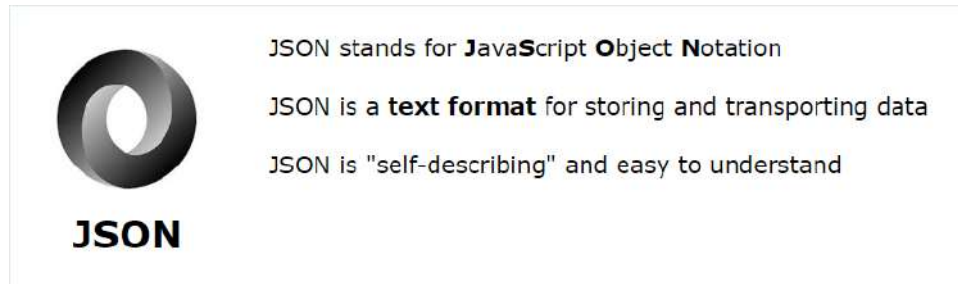 JSON stands for JavaScript Object Notation
JSON is a text format for storing and transporting data
JSON is "self-describing" and easy to understand
JSON